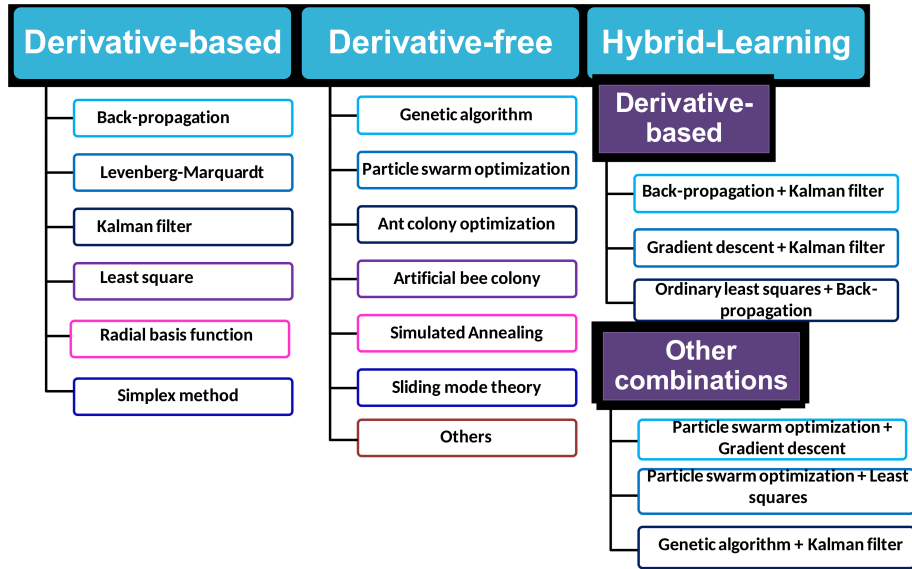 Derivative-based
Derivative-free
Hybrid-Learning
Back-propagation
Levenberg-Marquardt
Kalman filter
Least square
Radial basis function
Simplex method
Genetic algorithm
Particle swarm optimization
Ant colony optimization
Artificial bee colony
Simulated Annealing
Sliding mode theory
Others
Derivative-
based
Back-propagation + Kalman filter
Gradient descent + Kalman filter
Ordinary least squares + Back-
propagation
Other
combinations
Particle swarm optimization +
Gradient descent
Particle swarm optimization + Least
squares
Genetic algorithm + Kalman filter